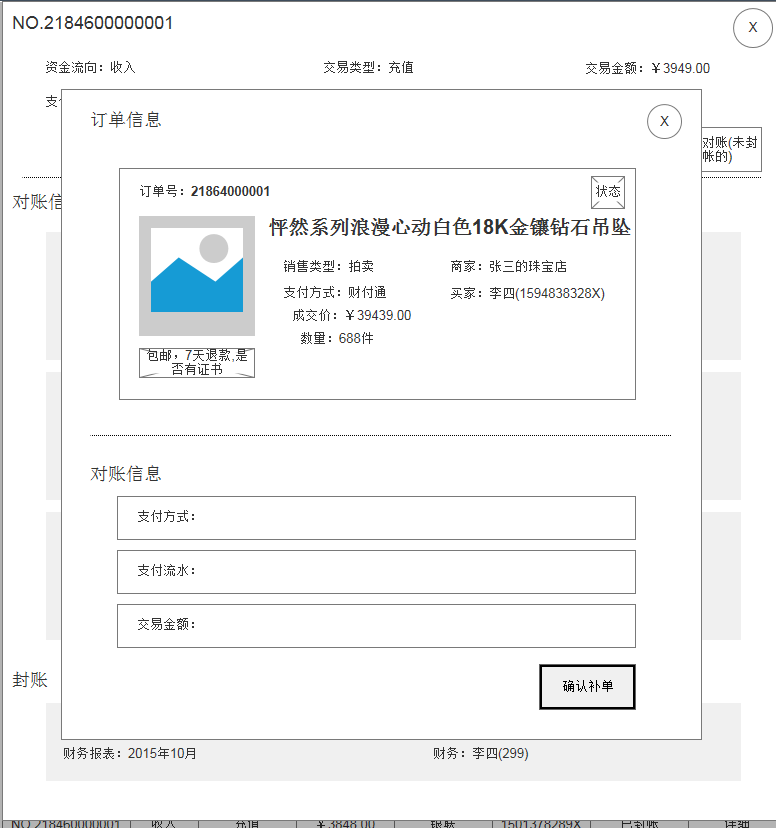 NO.2184600000001
X
资金流向：收入
交易类型：充值
交易金额：￥3949.00
支
订单信息
X
对账(未封
帐的)
订单号：21864000001
状态
对账信
怦然系列浪漫心动白色18K金镶钻石吊坠
销售类型：拍卖
商家：张三的珠宝店
支付方式：财付通
买家：李四(1594838328X)
成交价：￥39439.00
数量：688件
包邮，7天退款,是
否有证书
对账信息
支付方式：
支付流水：
交易金额：
封账
确认补单
财务报表：2015年10月
财务：李四(299)
NO.218460000001
收入
充值
￥3848.00
银联
1501378289X
已封账
详细